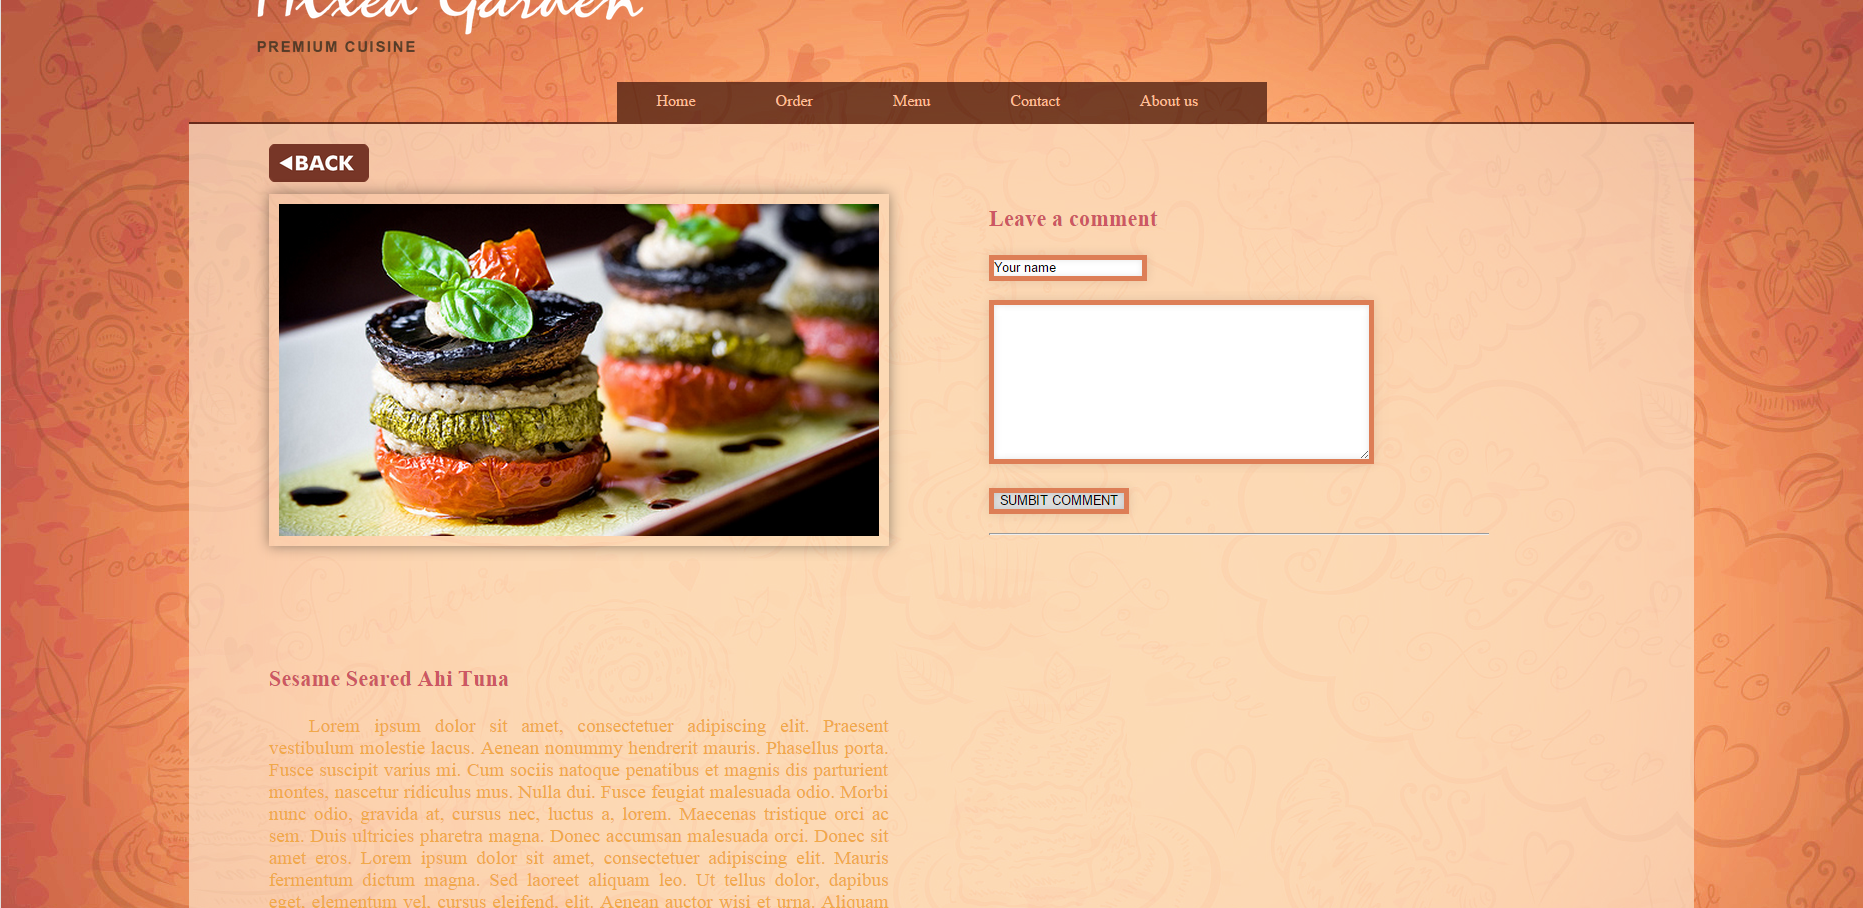 Mixed Garden
PREMIUM CUISINE
Home
Order
Menu
Contact
About us
BACK
Leave a comment
Your name
SUMBIT COMMENT
Sesame Seared Ahi Tuna
Lorem ipsum dolor sit amet, consectetuer adipiscing elit. Praesent
vestibulum molestie lacus. Aenean nonummy hendrerit mauris. Phasellus porta.
Fusce suscipit varius mi. Cum sociis natoque penatibus et magnis dis parturient
montes, nascetur ridiculus mus. Nulla dui. Fusce feugiat malesuada odio. Morbi
nunc odio, gravida at, cursus nec, luctus a, lorem. Maecenas tristique orci ac
sem. Duis ultricies pharetra magna. Donec accumsan malesuada orci. Donec sit
amet eros. Lorem ipsum dolor sit amet, consectetuer adipiscing elit. Mauris
fermentum dictum magna. Sed laoreet aliquam leo. Ut tellus dolor, dapibus
eget, elementum vel, cursus eleifend, elit. Aenean auctor wisi et urna. Aliquam